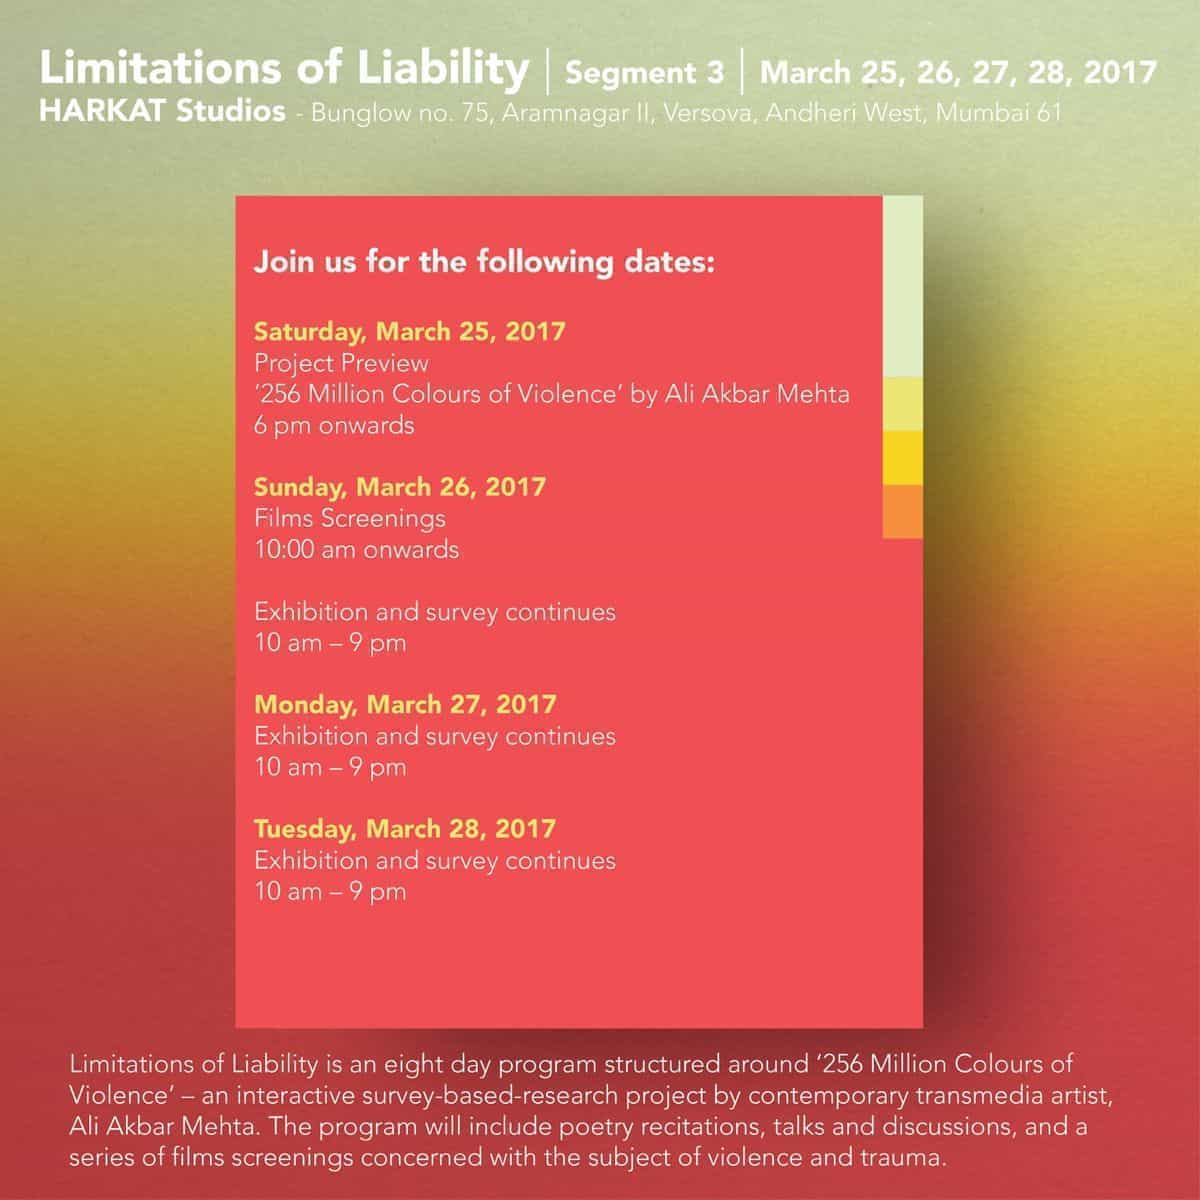 Limitations of Liability | Segment 3 | March 25, 26, 27, 28, 2017
HARKAT Studios - Bunglow no. 75, Aramnagar II, Versova, Andheri West, Mumbai 61
Join us for the following dates:
Saturday, March 25, 2017
Project Preview
‘256 Million Colours of Violence’ by Ali Akbar Mehta
6 pm onwards
Sunday, March 26, 2017
Films Screenings
10:00 am onwards
Exhibition and survey continues
10 am – 9 pm
Monday, March 27, 2017
Exhibition and survey continues
10 am – 9 pm
Tuesday, March 28, 2017
Exhibition and survey continues
10 am – 9 pm
Limitations of Liability is an eight day program structured around ‘256 Million Colours of
Violence’ – an interactive survey-based-research project by contemporary transmedia artist,
Ali Akbar Mehta. The program will include poetry recitations, talks and discussions, and a
series of films screenings concerned with the subject of violence and trauma.